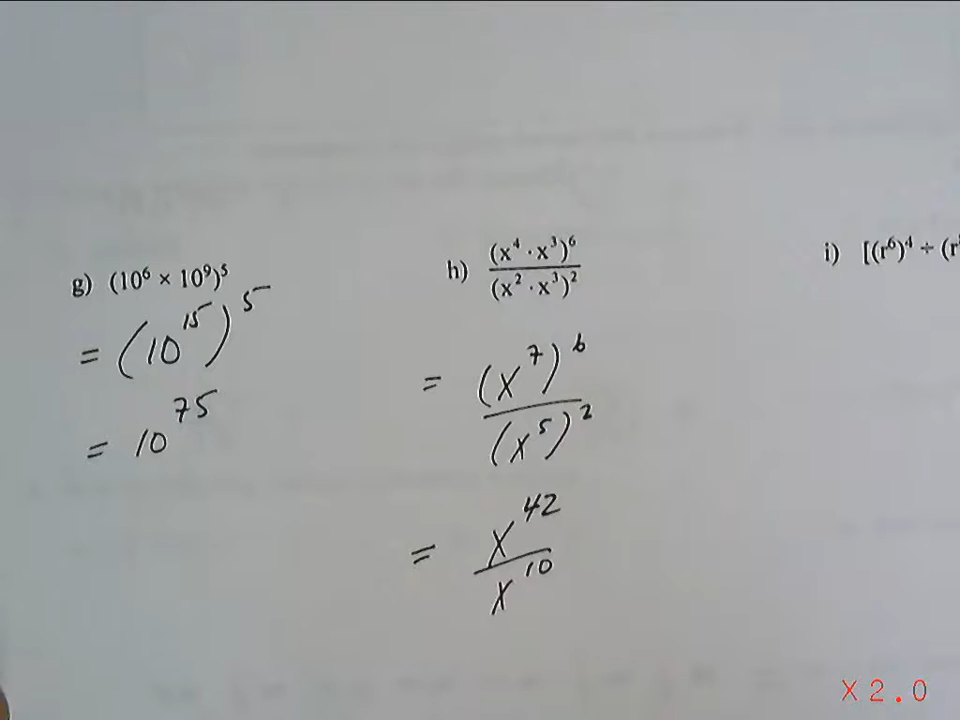 g) (10⁶ × 10⁹)⁵
= (10¹⁵)⁵
= 10⁷⁵
h) (x⁴ · x³)⁶
(x² · x³)²
= (x⁷)⁶
(x⁵)²
= x⁴²
x¹⁰
i) [(r⁶)⁴ ÷ (r
X2.0